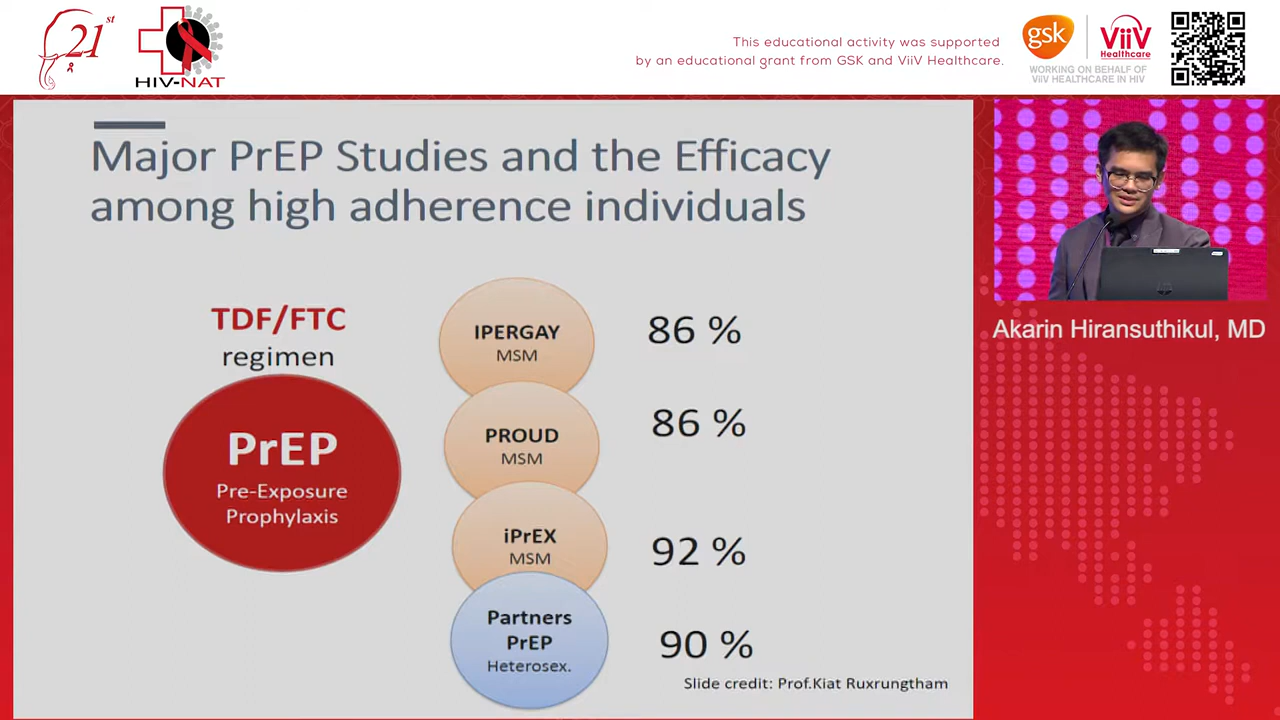 21st
HIV-NAT
This educational activity was supported
by an educational grant from GSK and ViiV Healthcare.
gsk
ViiV
Healthcare
WORKING ON BEHALF OF
ViiV HEALTHCARE IN HIV
Major PrEP Studies and the Efficacy
among high adherence individuals
TDF/FTC
regimen
PrEP
Pre-Exposure
Prophylaxis
IPERGAY
MSM
86 %
PROUD
MSM
86 %
iPrEX
MSM
92 %
Partners
PrEP
Heterosex.
90 %
Slide credit: Prof.Kiat Ruxrungtham
Akarin Hiransuthikul, MD